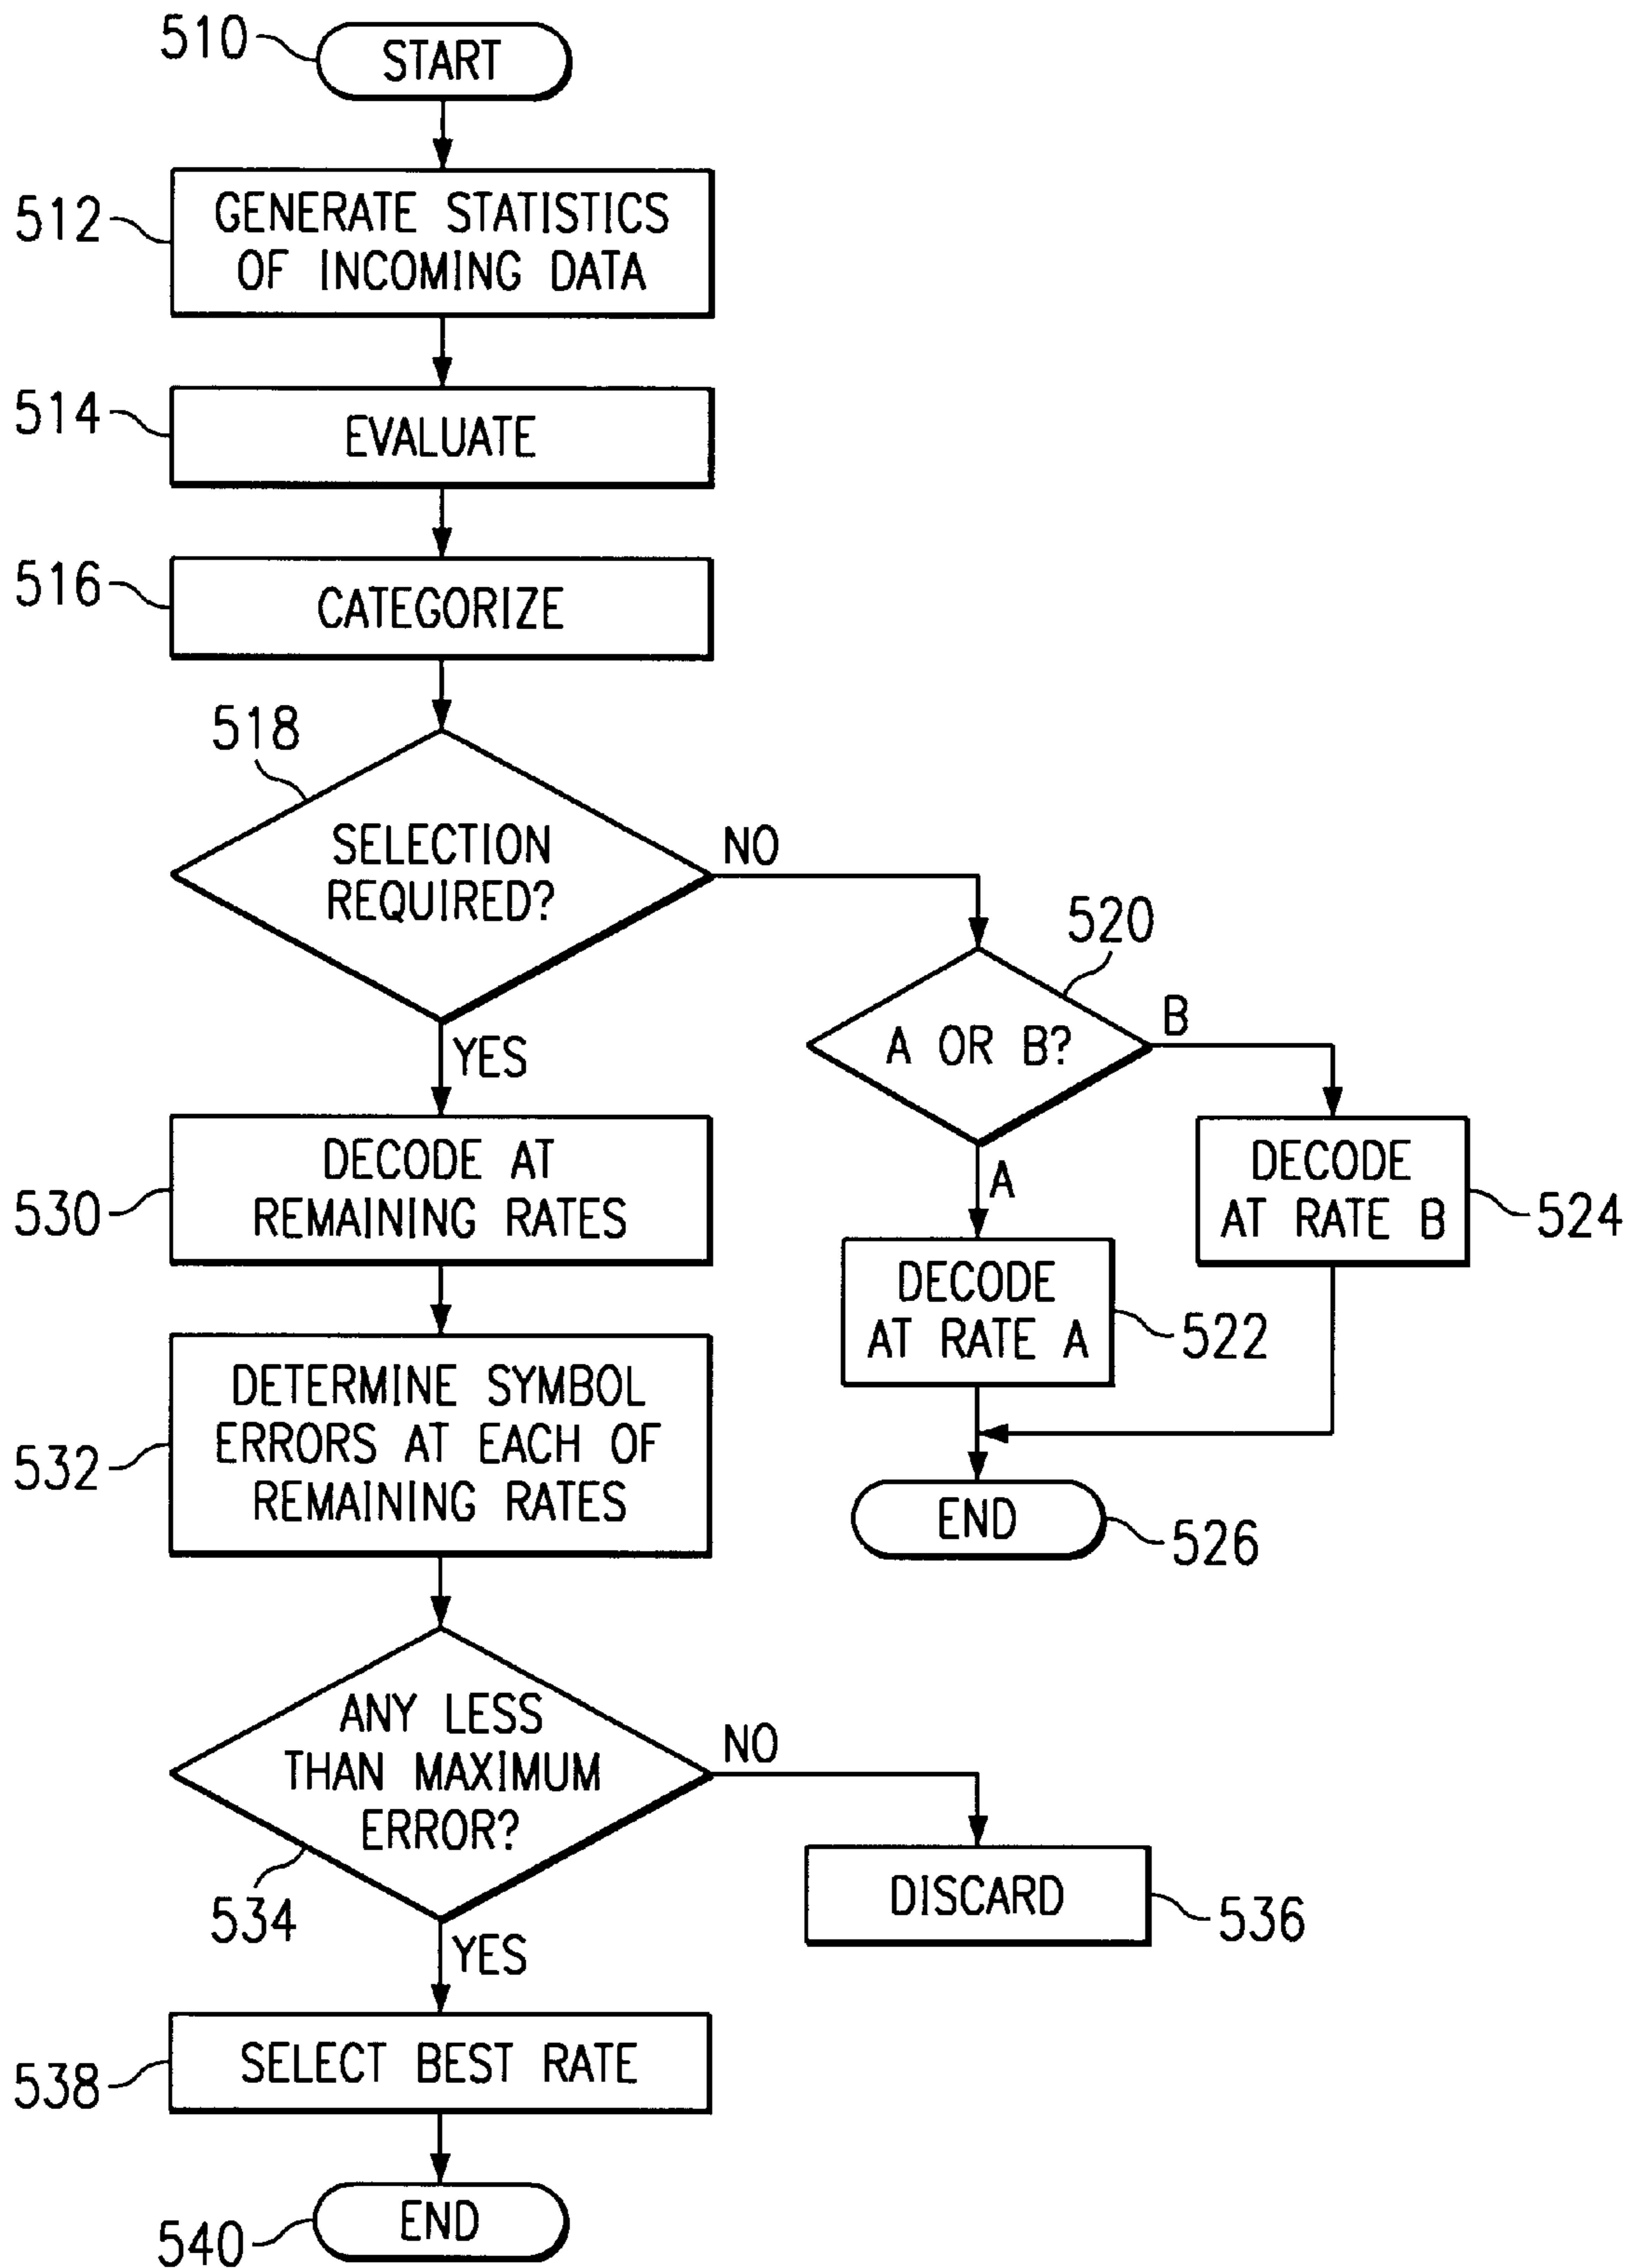 510
START
512
GENERATE STATISTICS
OF INCOMING DATA
514
EVALUATE
516
CATEGORIZE
518
SELECTION
REQUIRED?
NO
YES
520
A OR B?
B
A
DECODE
AT RATE B
524
DECODE
AT RATE A
522
END
526
530
DECODE AT
REMAINING RATES
532
DETERMINE SYMBOL
ERRORS AT EACH OF
REMAINING RATES
ANY LESS
THAN MAXIMUM
ERROR?
534
NO
YES
DISCARD
536
538
SELECT BEST RATE
540
END